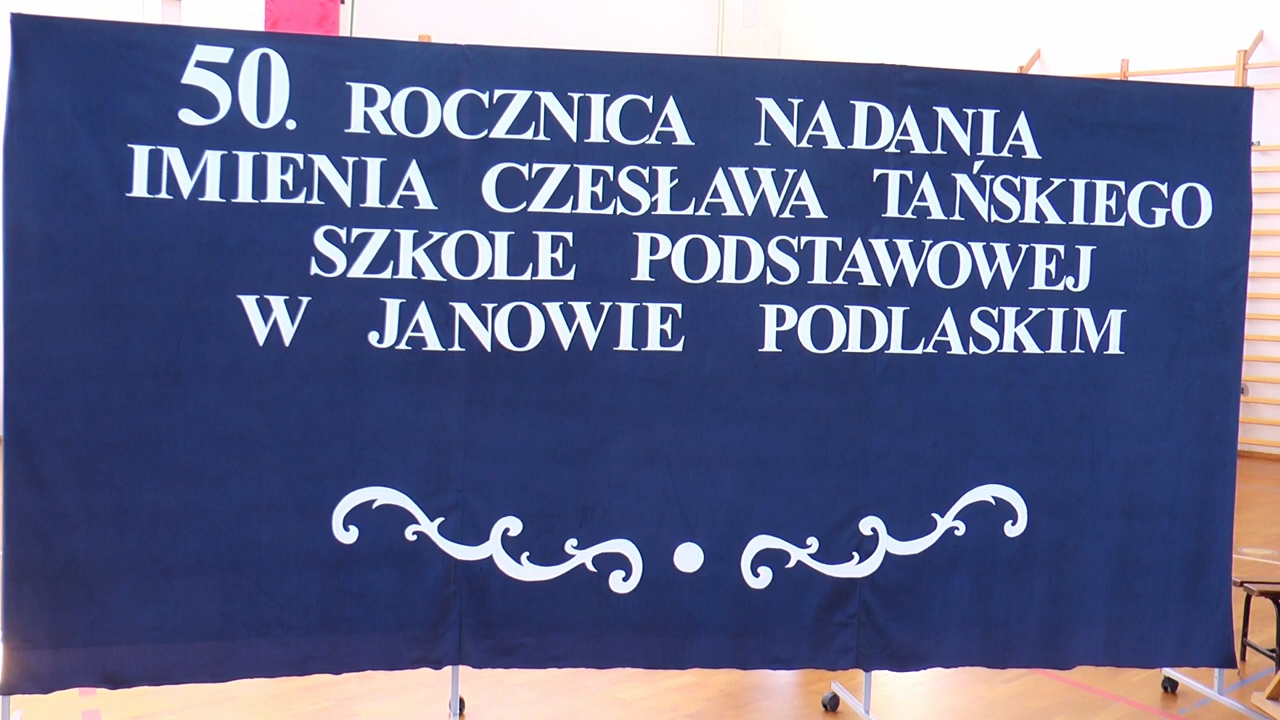 50. ROCZNICA NADANIA
IMIENIA CZESŁAWA TAŃSKIEGO
SZKOLE PODSTAWOWEJ
W JANOWIE PODLASKIM